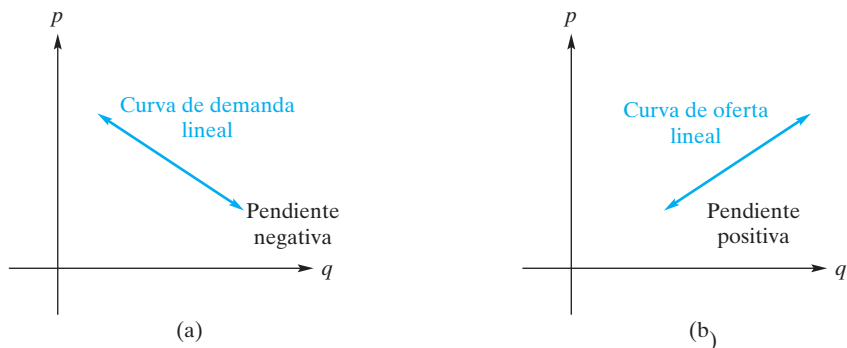 p
Curva de demanda
lineal
Pendiente
negativa
q
(a)
p
Curva de oferta
lineal
Pendiente
positiva
q
(b)